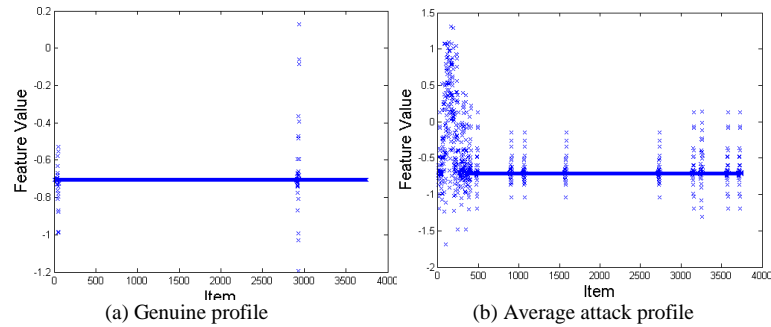 0.2
0
-0.2
-0.4
-0.6
-0.8
-1
-1.2
Feature Value
0 500 1000 1500 2000 2500 3000 3500 4000
Item
(a) Genuine profile
1.5
1
0.5
0
-0.5
-1
-1.5
-2
Feature Value
0 500 1000 1500 2000 2500 3000 3500 4000
Item
(b) Average attack profile